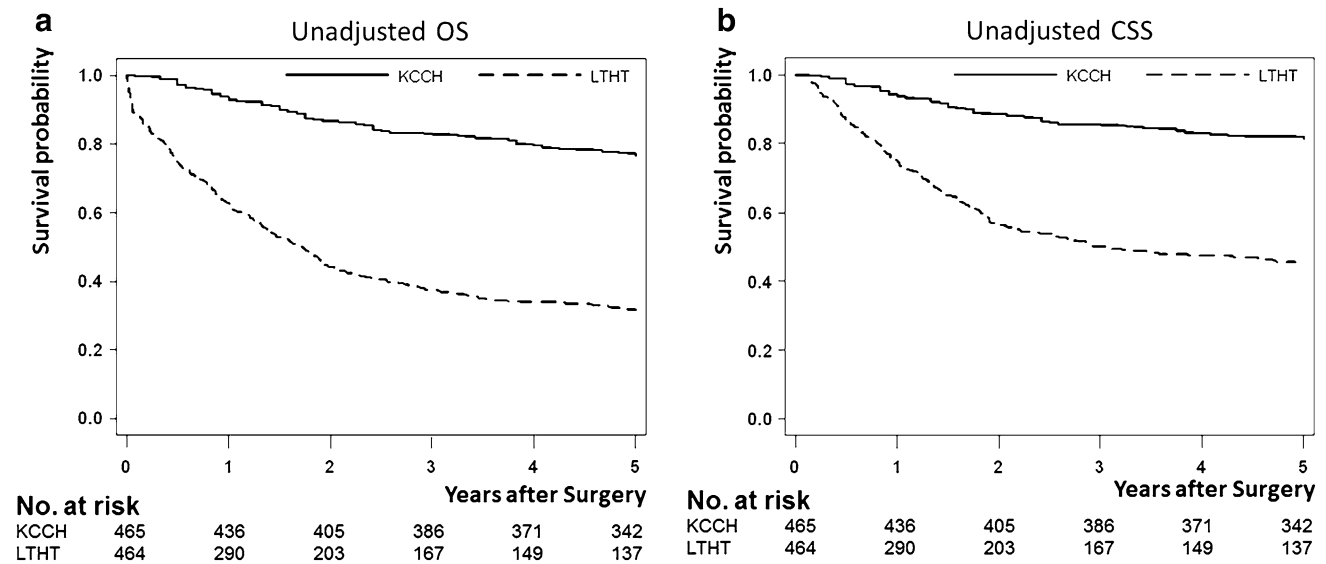 a
Unadjusted OS
Survival probability
1.0
0.8
0.6
0.4
0.2
0.0
KCCH
LTHT
0 1 2 3 4 5
Years after Surgery
No. at risk
KCCH 465 436 405 386 371 342
LTHT 464 290 203 167 149 137
b
Unadjusted CSS
Survival probability
1.0
0.8
0.6
0.4
0.2
0.0
KCCH
LTHT
0 1 2 3 4 5
Years after Surgery
No. at risk
KCCH 465 436 405 386 371 342
LTHT 464 290 203 167 149 137